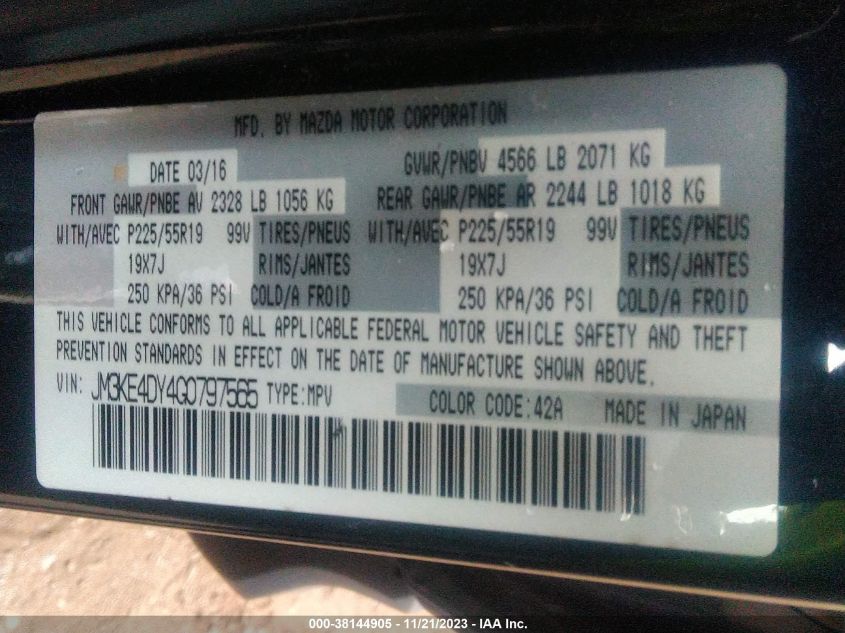 MFD. BY MAZDA MOTOR CORPORATION
DATE 03/16 GVWR/PNBV 4566 LB 2071 KG
FRONT GAWR/PNBE AV 2328 LB 1056 KG REAR GAWR/PNBE AR 2244 LB 1018 KG
WITH/AVEC P225/55R19 99V TIRES/PNEUS WITH/AVEC P225/55R19 99V TIRES/PNEUS
19X7J RIMS/JANTES 19X7J RIMS/JANTES
250 KPA/36 PSI COLD/A FROID 250 KPA/36 PSI COLD/A FROID
THIS VEHICLE CONFORMS TO ALL APPLICABLE FEDERAL MOTOR VEHICLE SAFETY AND THEFT
PREVENTION STANDARDS IN EFFECT ON THE DATE OF MANUFACTURE SHOWN ABOVE.
VIN: JM3KE4DY4G0797565 TYPE:MPV COLOR CODE:42A MADE IN JAPAN
000-38144905 - 11/21/2023 - IAA Inc.